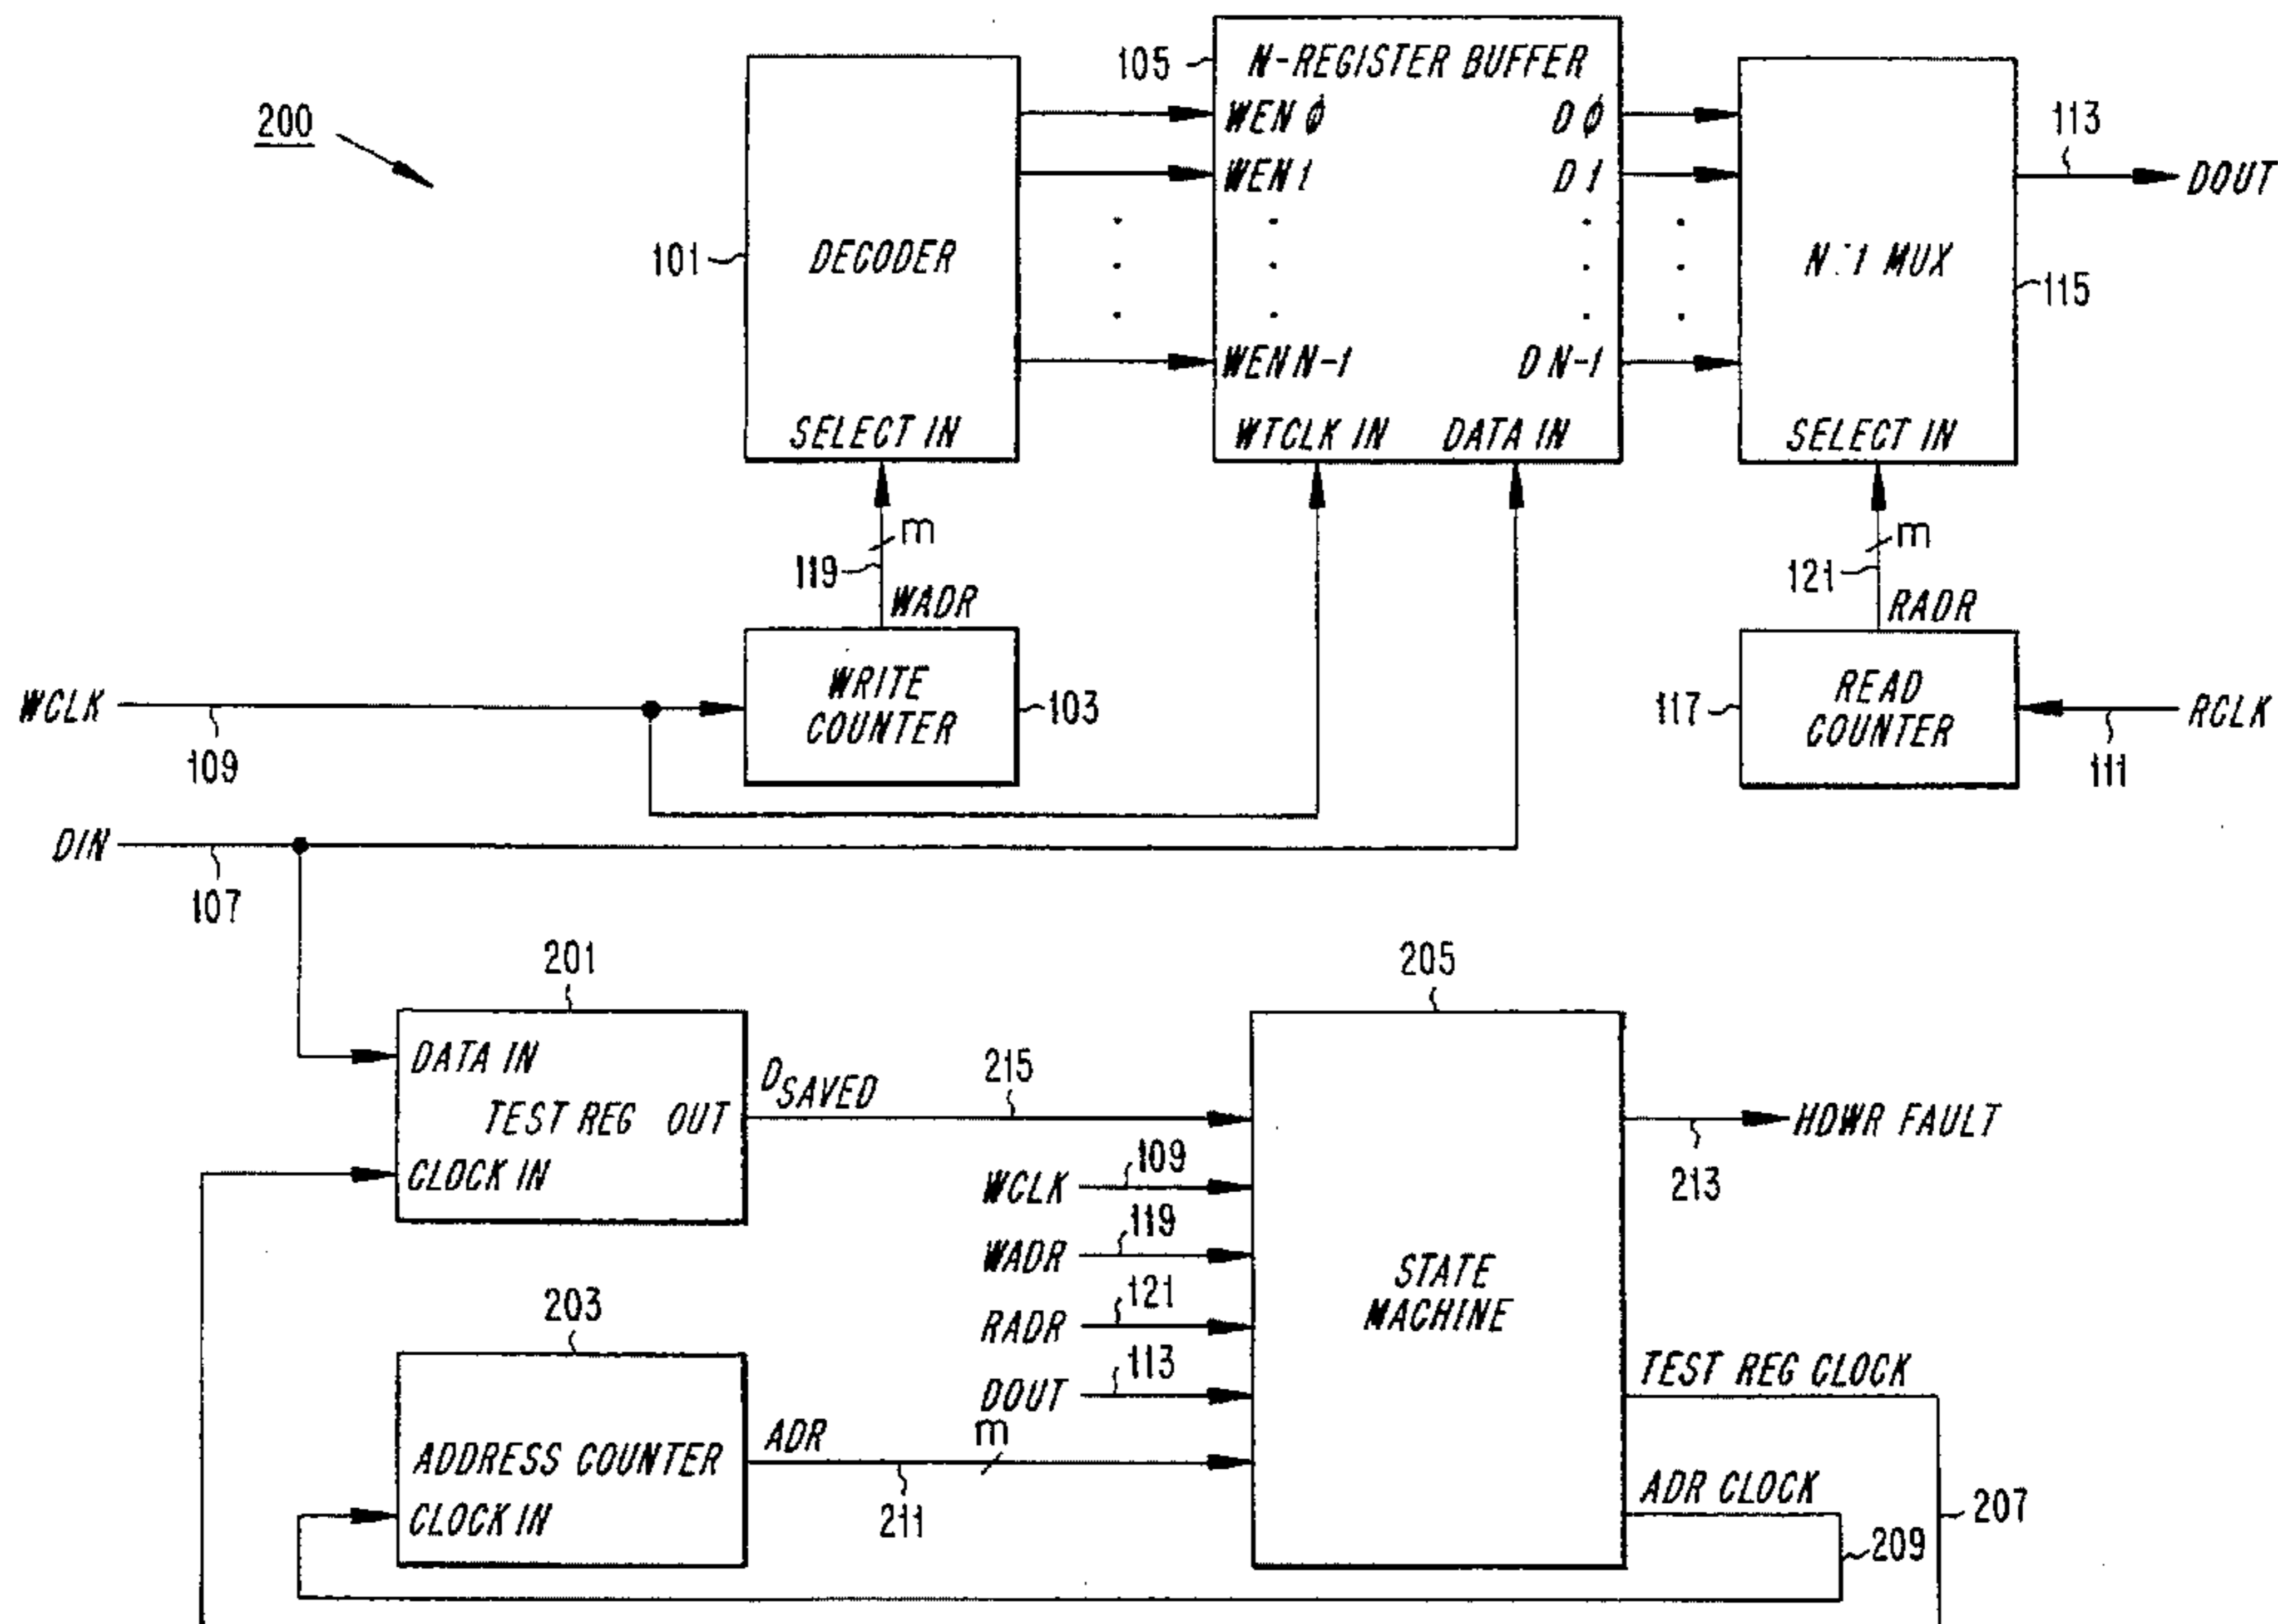 200
101
DECODER
SELECT IN
105
N-REGISTER BUFFER
WEN φ
D φ
WEN 1
D 1
WEN N-1
D N-1
WTCLK IN
DATA IN
N:1 MUX
SELECT IN
113
DOUT
115
m
119
WADR
m
121
RADR
WCLK
109
WRITE
COUNTER
103
117
READ
COUNTER
RCLK
111
DIN
107
201
DATA IN
TEST REG OUT
CLOCK IN
DSAVED
215
205
WCLK
109
WADR
119
RADR
121
DOUT
113
STATE
MACHINE
HDWR FAULT
213
203
ADDRESS COUNTER
CLOCK IN
ADR
m
211
TEST REG CLOCK
ADR CLOCK
207
209